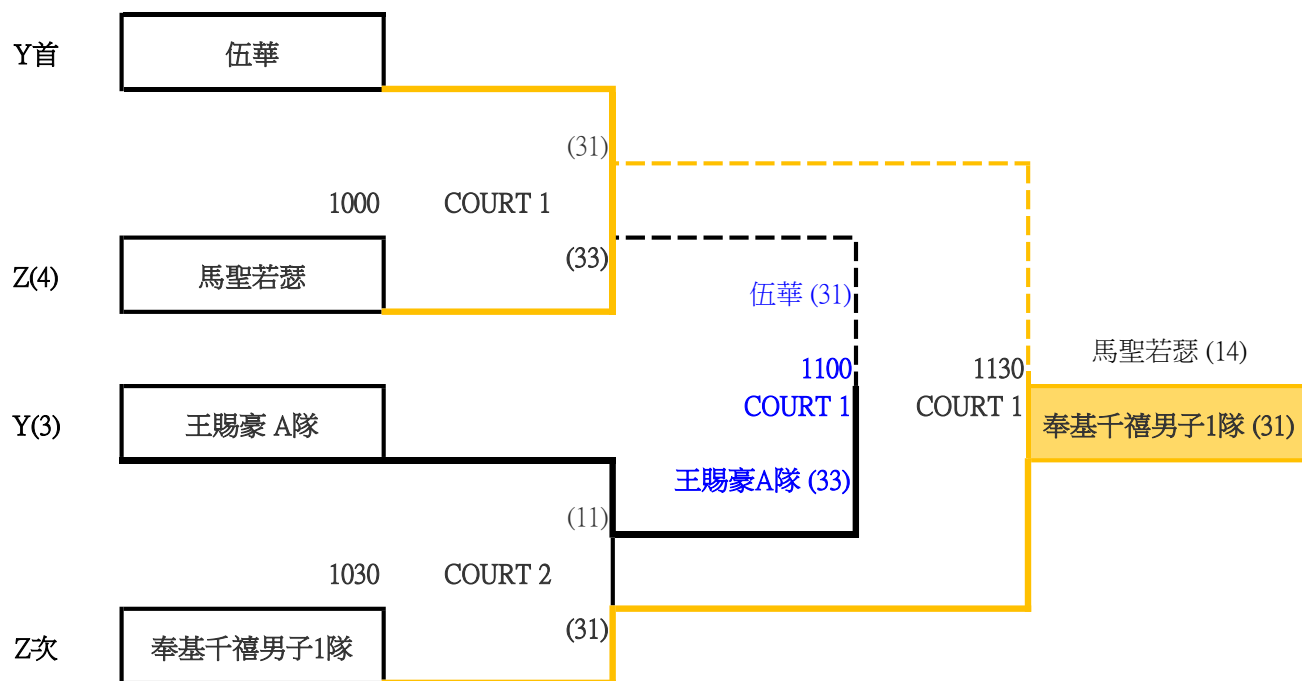 Y首
伍華
(31)
1000
COURT 1
(33)
Z(4)
馬聖若瑟
伍華 (31)
1100
COURT 1
王賜豪A隊 (33)
1130
COURT 1
馬聖若瑟 (14)
奉基千禧男子1隊 (31)
Y(3)
王賜豪 A隊
(11)
1030
COURT 2
(31)
Z次
奉基千禧男子1隊